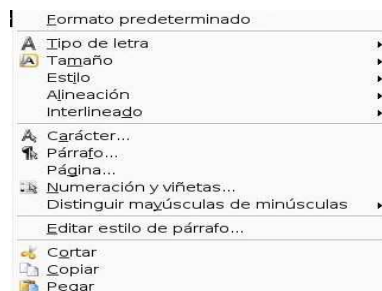 Formato predeterminado
Tipo de letra
Tamaño
Estilo
Alineación
Interlineado
Carácter...
Párrafo...
Página...
Numeración y viñetas...
Distinguir mayúsculas de minúsculas
Editar estilo de párrafo...
Cortar
Copiar
Pegar